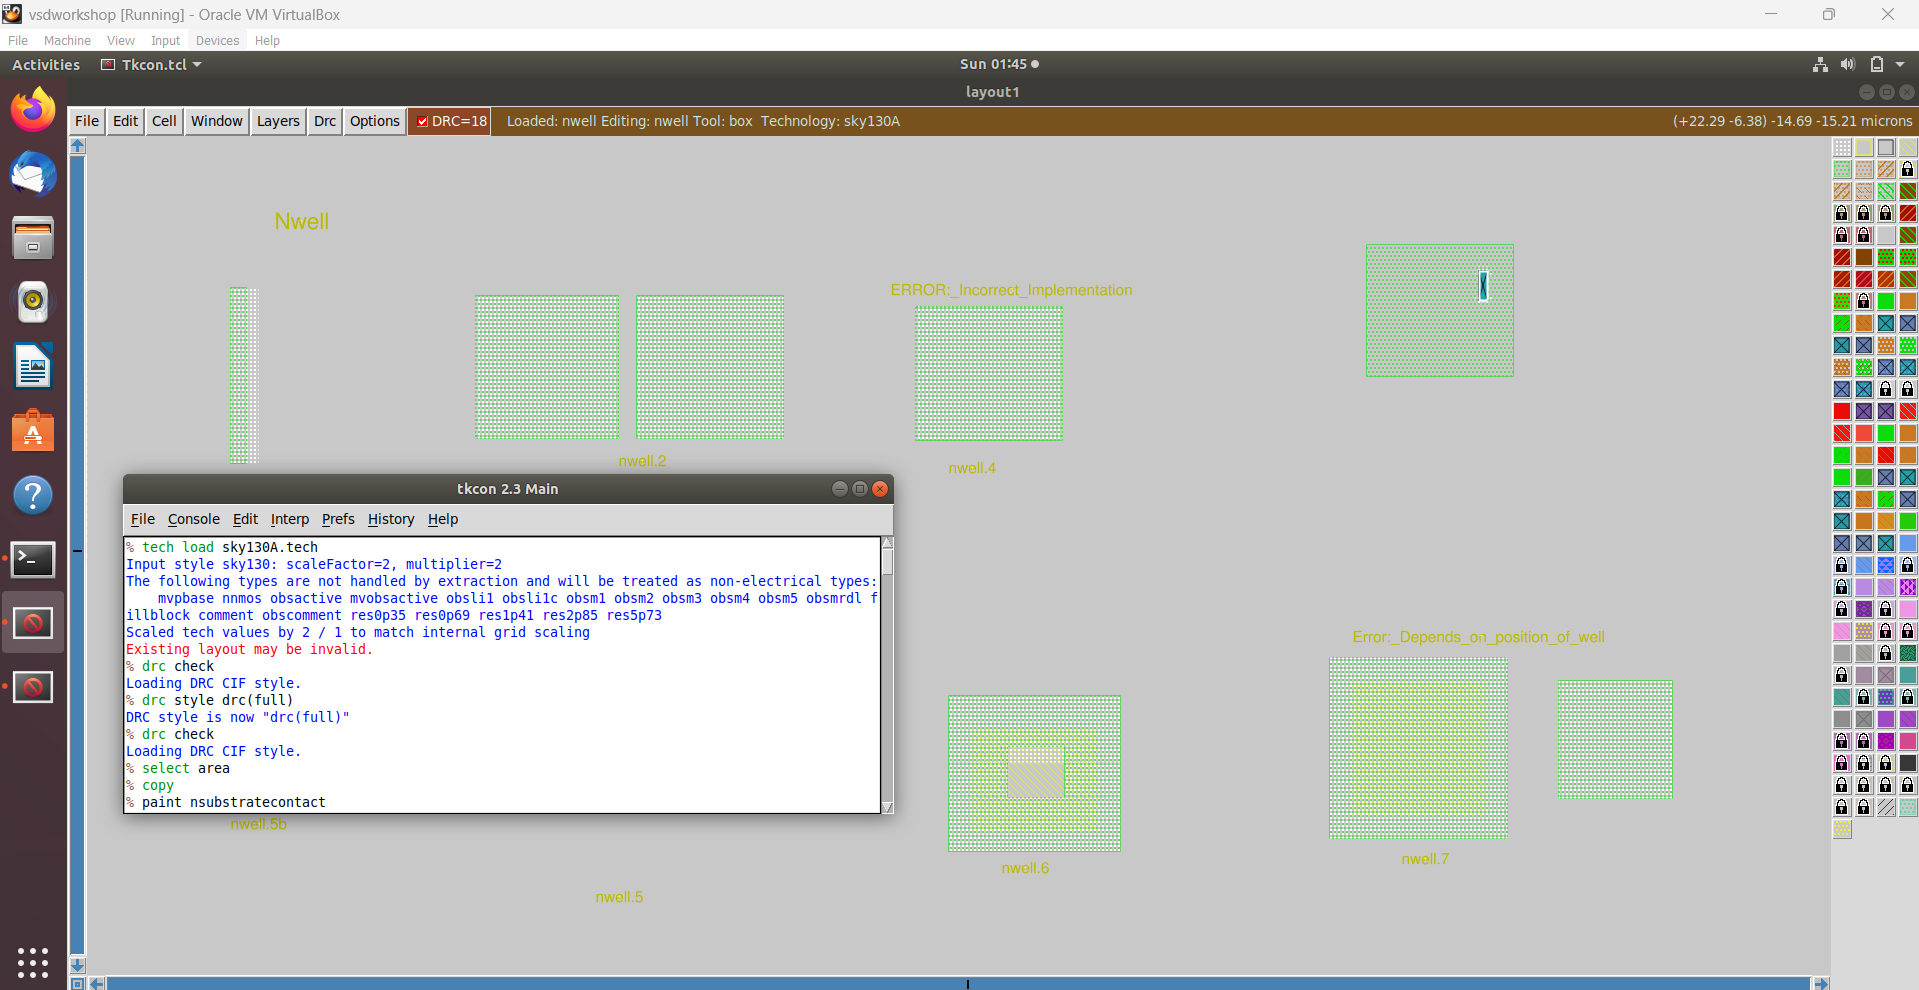 vsdworkshop [Running] - Oracle VM VirtualBox
File Machine View Input Devices Help
Activities Tkcon.tcl Sun 01:45
layout1
File Edit Cell Window Layers Drc Options DRC=18 Loaded: nwell Editing: nwell Tool: box Technology: sky130A (+22.29 -6.38) -14.69 -15.21 microns
Nwell
ERROR:_Incorrect_Implementation
nwell.2
nwell.4
tkcon 2.3 Main
File Console Edit Interp Prefs History Help
% tech load sky130A.tech
Input style sky130: scaleFactor=2, multiplier=2
The following types are not handled by extraction and will be treated as non-electrical types:
mvpbase nnmos obsactive mvobsactive obsli1 obsli1c obsm1 obsm2 obsm3 obsm4 obsm5 obsmrdl f
illblock comment obscomment res0p35 res0p69 res1p41 res2p85 res5p73
Scaled tech values by 2 / 1 to match internal grid scaling
Existing layout may be invalid.
% drc check
Loading DRC CIF style.
% drc style drc(full)
DRC style is now "drc(full)"
% drc check
Loading DRC CIF style.
% select area
% copy
% paint nsubstratecontact
Error:_Depends_on_position_of_well
nwell.5b
nwell.6
nwell.7
nwell.5